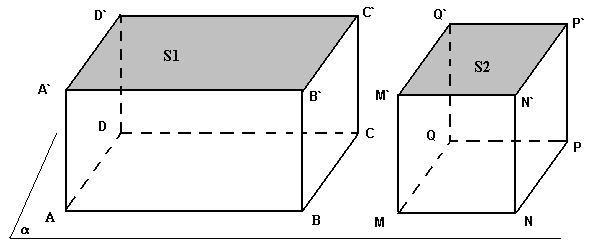 D` C` Q` P`
S1 S2
A` B` M` N`
D C Q P
A B M N
α